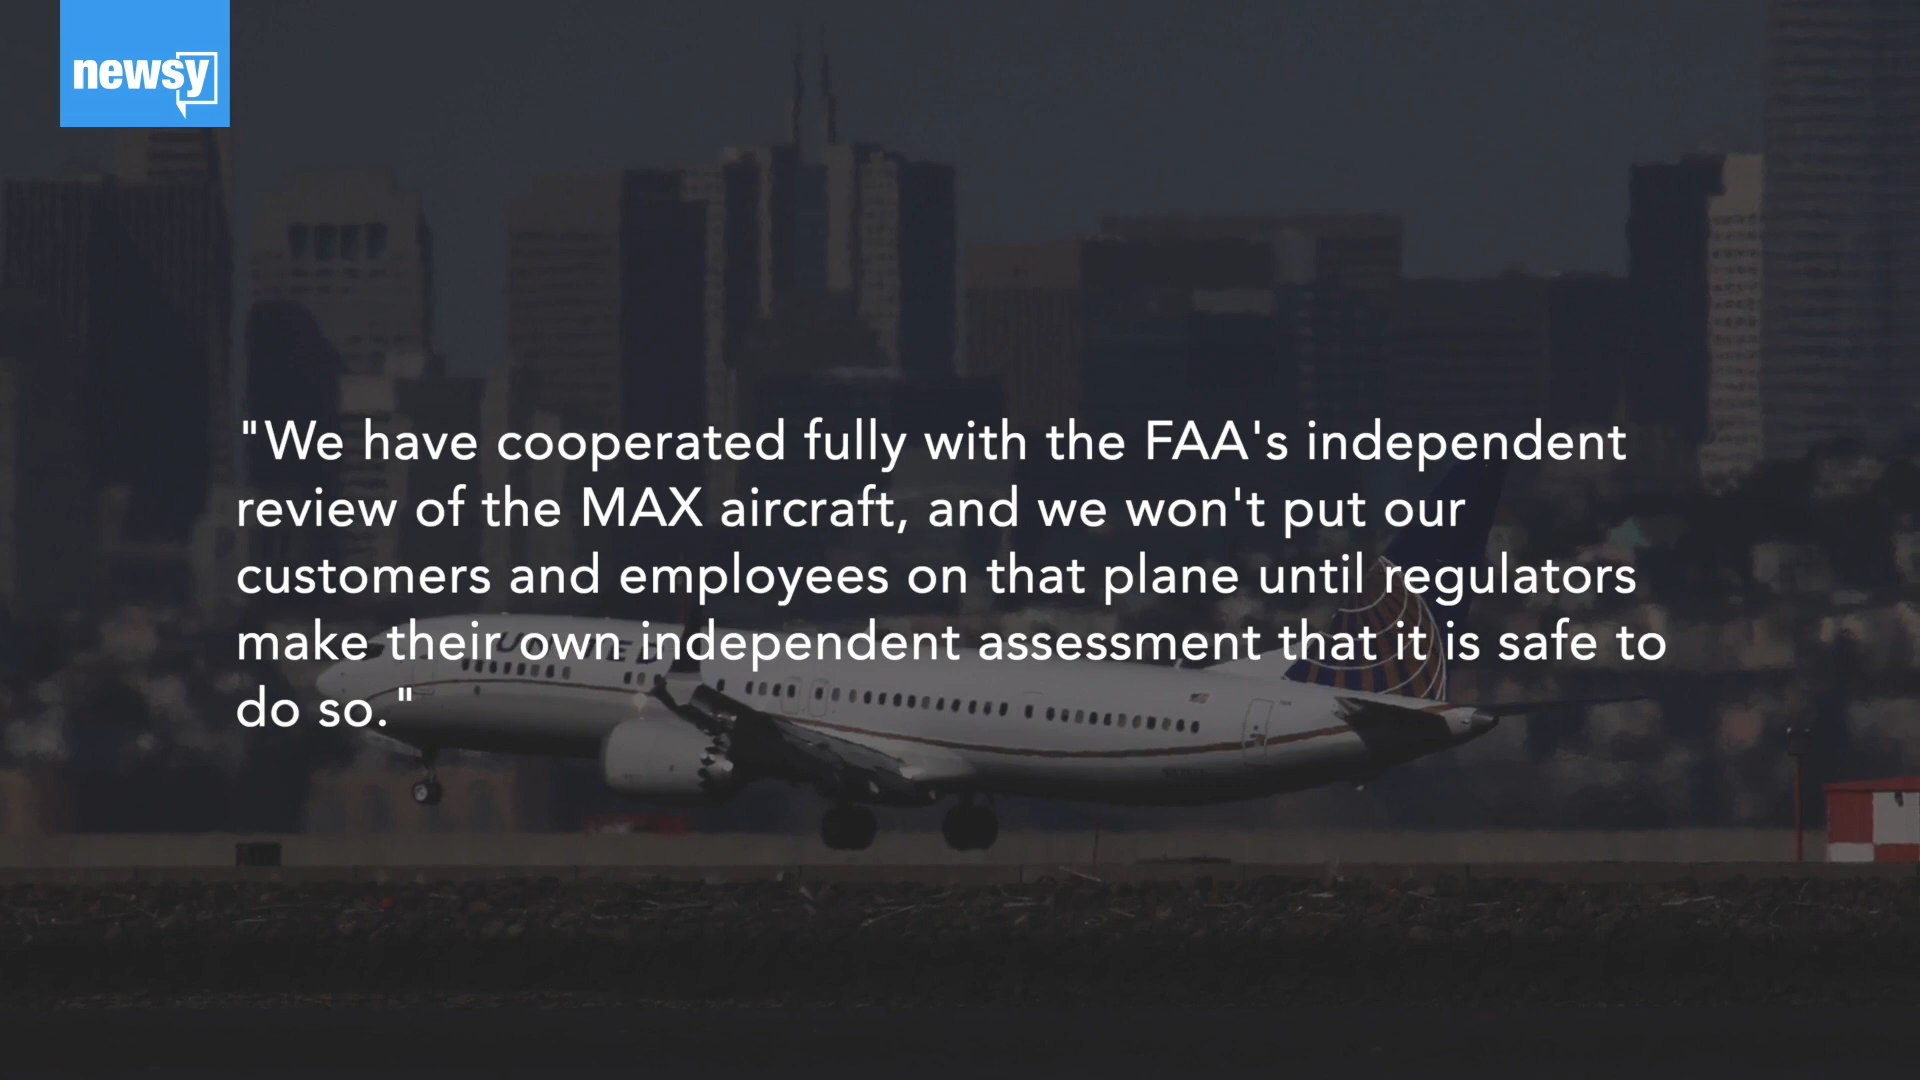 newsy
"We have cooperated fully with the FAA's independent
review of the MAX aircraft, and we won't put our
customers and employees on that plane until regulators
make their own independent assessment that it is safe to
do so."
UNITED